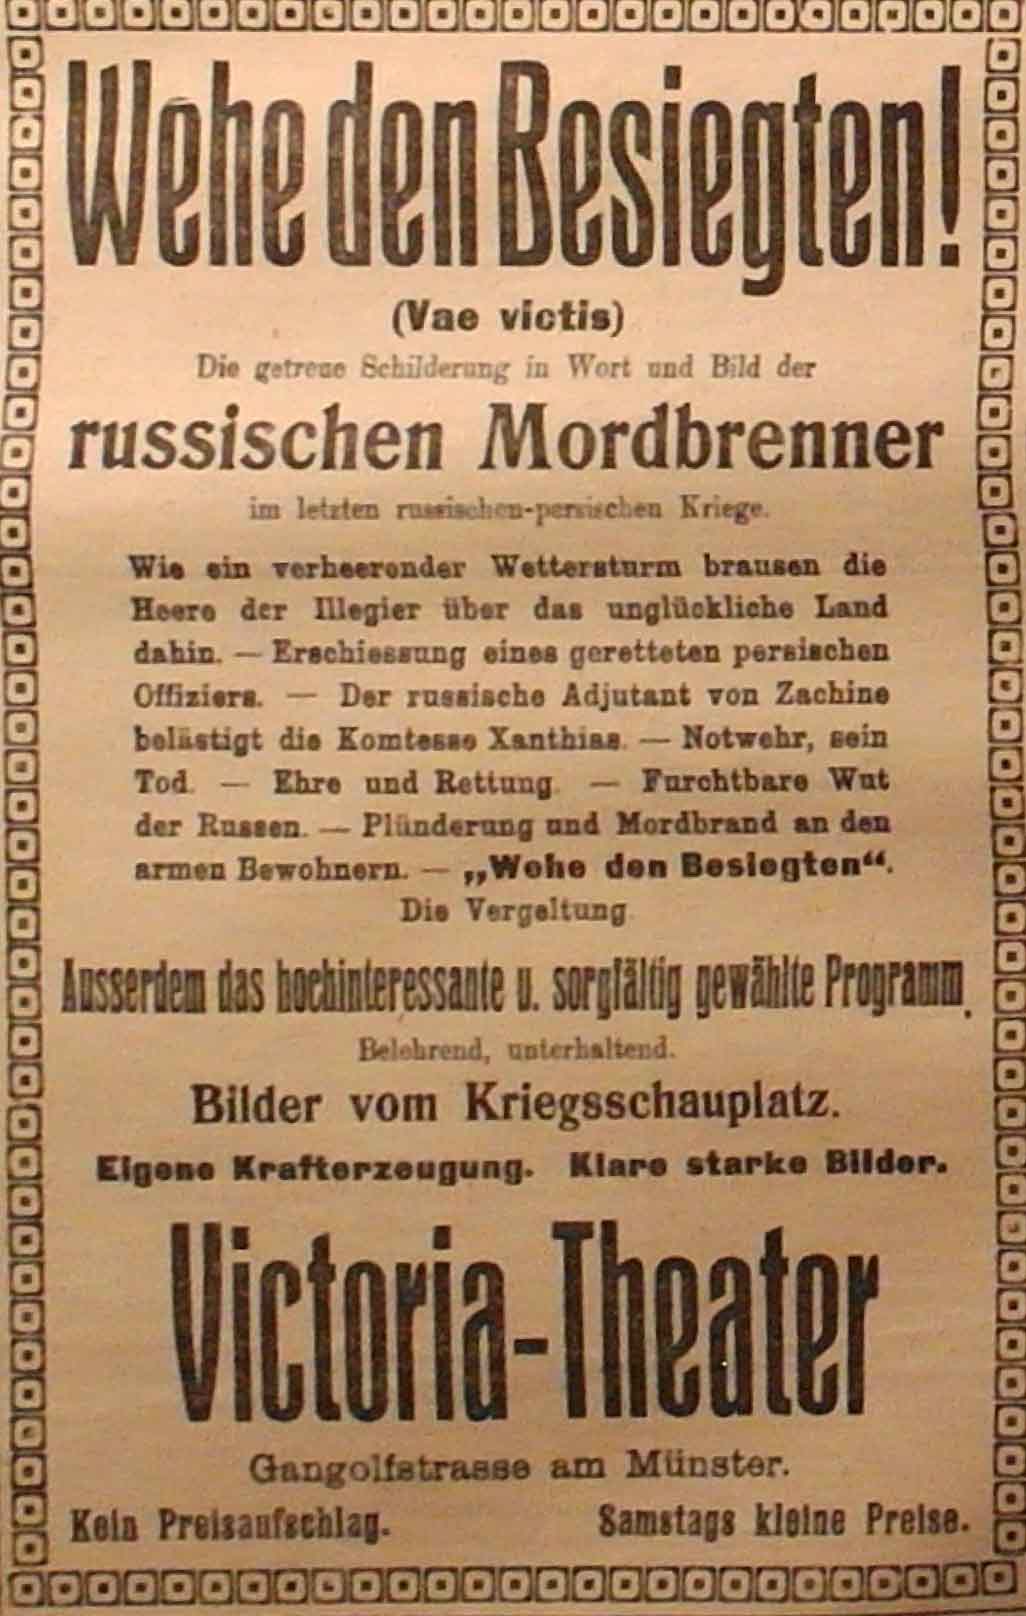 Wehe den Besiegten!
(Vae victis)
Die getreue Schilderung in Wort und Bild der
russischen Mordbrenner
im letzten russischen-persischen Kriege.
Wie ein verheerender Wettersturm brausen die
Heere der Illegier über das unglückliche Land
dahin. — Erschiessung eines geretteten persischen
Offiziers. — Der russische Adjutant von Zachine
belästigt die Komtesse Xanthias. — Notwehr, sein
Tod. — Ehre und Rettung. — Furchtbare Wut
der Russen. — Plünderung und Mordbrand an den
armen Bewohnern. — „Wehe den Besiegten“.
Die Vergeltung.
Ausserdem das hochinteressante u. sorgfältig gewählte Programm.
Belehrend, unterhaltend.
Bilder vom Kriegsschauplatz.
Eigene Krafterzeugung. Klare starke Bilder.
Victoria-Theater
Gangolfstrasse am Münster.
Kein Preisaufschlag. Samstags kleine Preise.